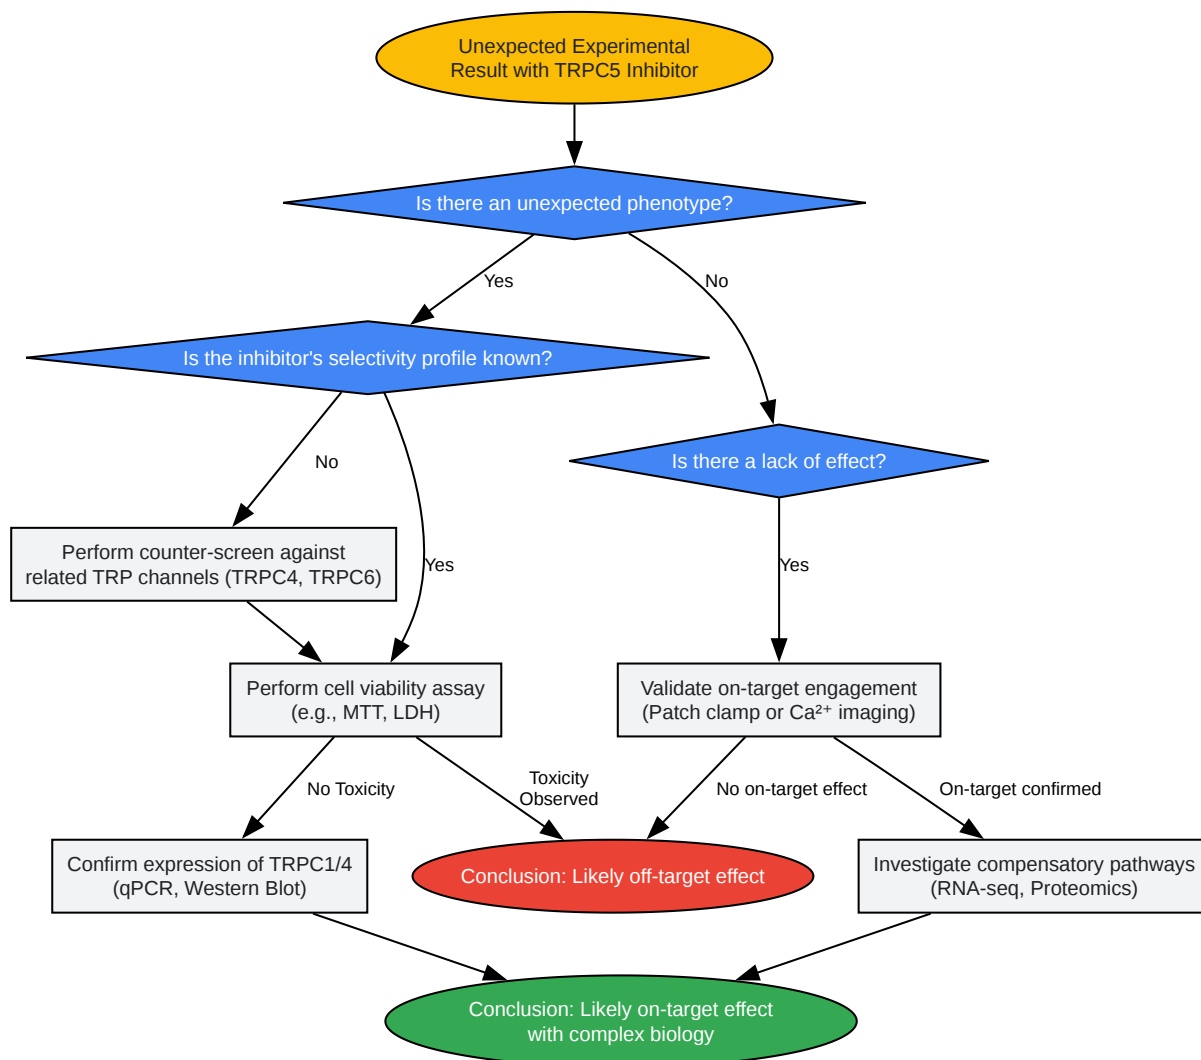 Unexpected Experimental
Result with TRPC5 Inhibitor
Is there an unexpected phenotype?
Yes
No
Is the inhibitor's selectivity profile known?
No
Is there a lack of effect?
Perform counter-screen against
related TRP channels (TRPC4, TRPC6)
Yes
Yes
Perform cell viability assay
(e.g., MTT, LDH)
Validate on-target engagement
(Patch clamp or Ca²⁺ imaging)
No Toxicity
Toxicity
Observed
No on-target effect
On-target confirmed
Confirm expression of TRPC1/4
(qPCR, Western Blot)
Conclusion: Likely off-target effect
Investigate compensatory pathways
(RNA-seq, Proteomics)
Conclusion: Likely on-target effect
with complex biology